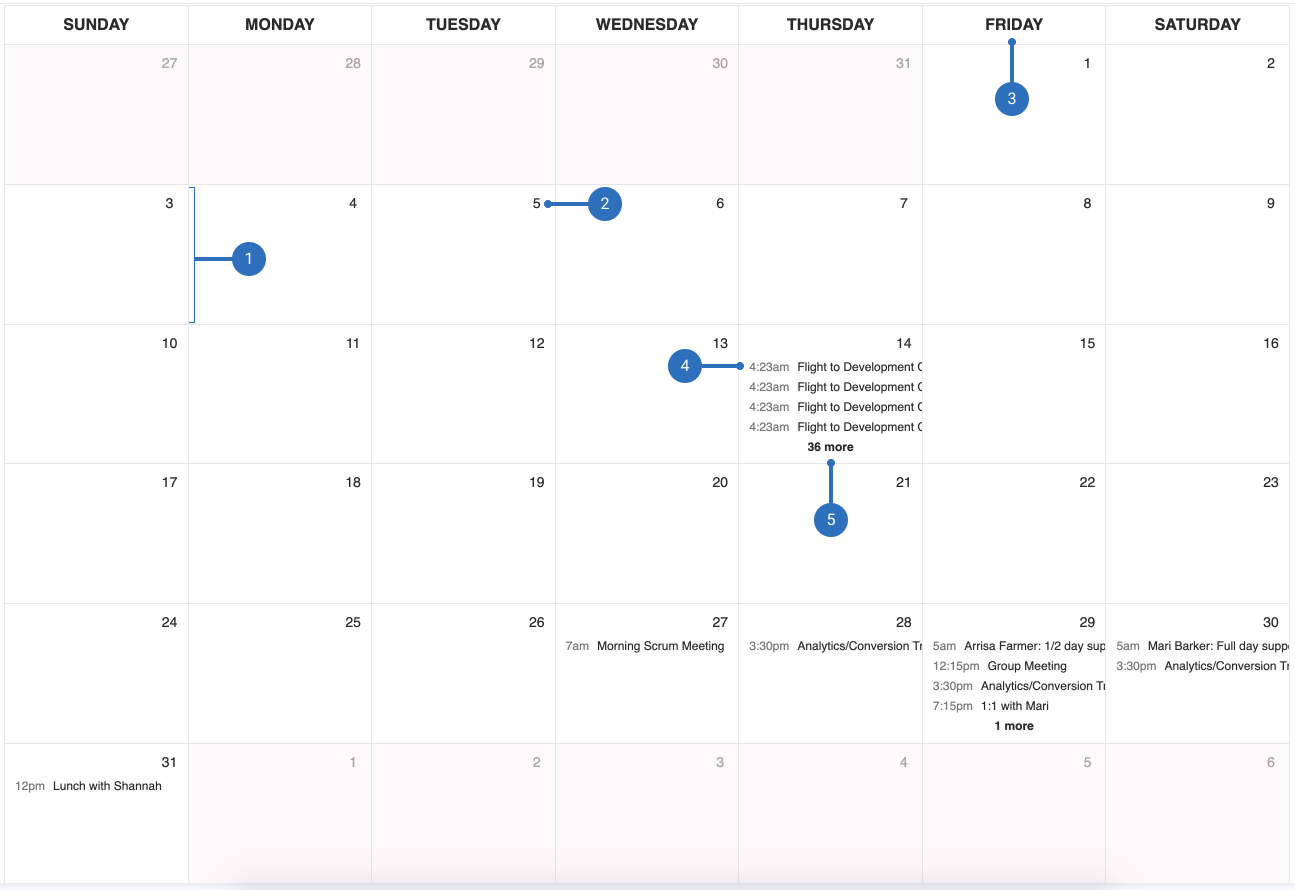 SUNDAY MONDAY TUESDAY WEDNESDAY THURSDAY FRIDAY SATURDAY
27 28 29 30 31 1 2
3
3 4 5 2 6 7 8 9
1
10 11 12 13 14 15 16
4 4:23am Flight to Development C
4:23am Flight to Development C
4:23am Flight to Development C
4:23am Flight to Development C
36 more
17 18 19 20 21 22 23
5
24 25 26 27 28 29 30
7am Morning Scrum Meeting 3:30pm Analytics/Conversion Tr 5am Arrisa Farmer: 1/2 day sup 5am Mari Barker: Full day supp
12:15pm Group Meeting 3:30pm Analytics/Conversion Tr
3:30pm Analytics/Conversion Tr
7:15pm 1:1 with Mari
1 more
31 1 2 3 4 5 6
12pm Lunch with Shannah